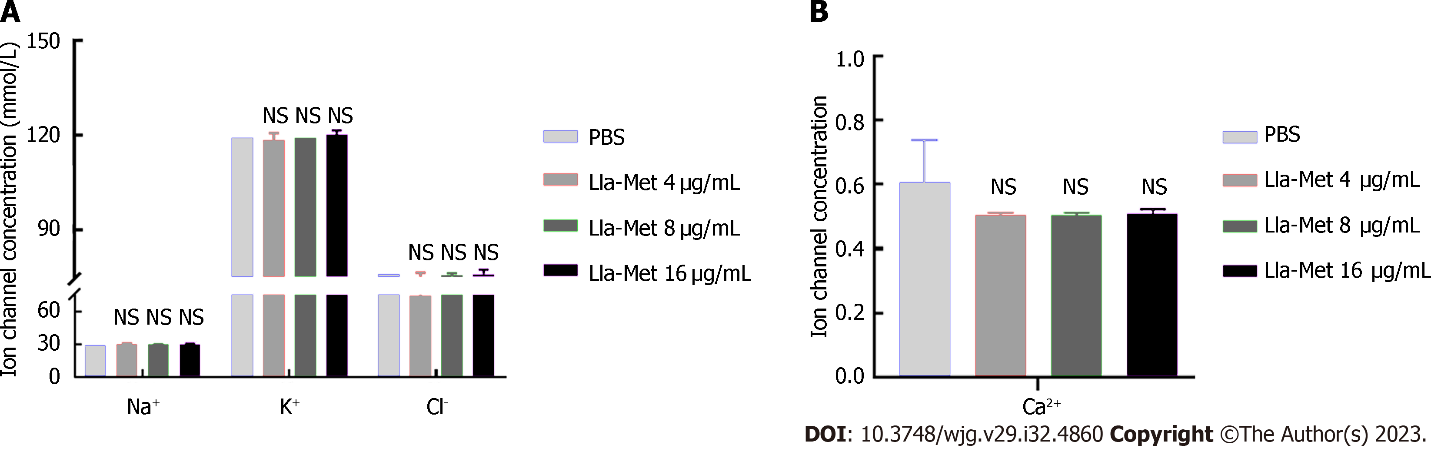 A
Ion channel concentration (mmol/L)
150
120
90
60
30
0
NS NS NS
NS NS NS
NS NS NS
Na⁺ K⁺ Cl⁻
PBS
Lla-Met 4 μg/mL
Lla-Met 8 μg/mL
Lla-Met 16 μg/mL
B
Ion channel concentration
1.0
0.8
0.6
0.4
0.2
0.0
NS NS NS
Ca²⁺
PBS
Lla-Met 4 μg/mL
Lla-Met 8 μg/mL
Lla-Met 16 μg/mL
DOI: 10.3748/wjg.v29.i32.4860 Copyright ©The Author(s) 2023.